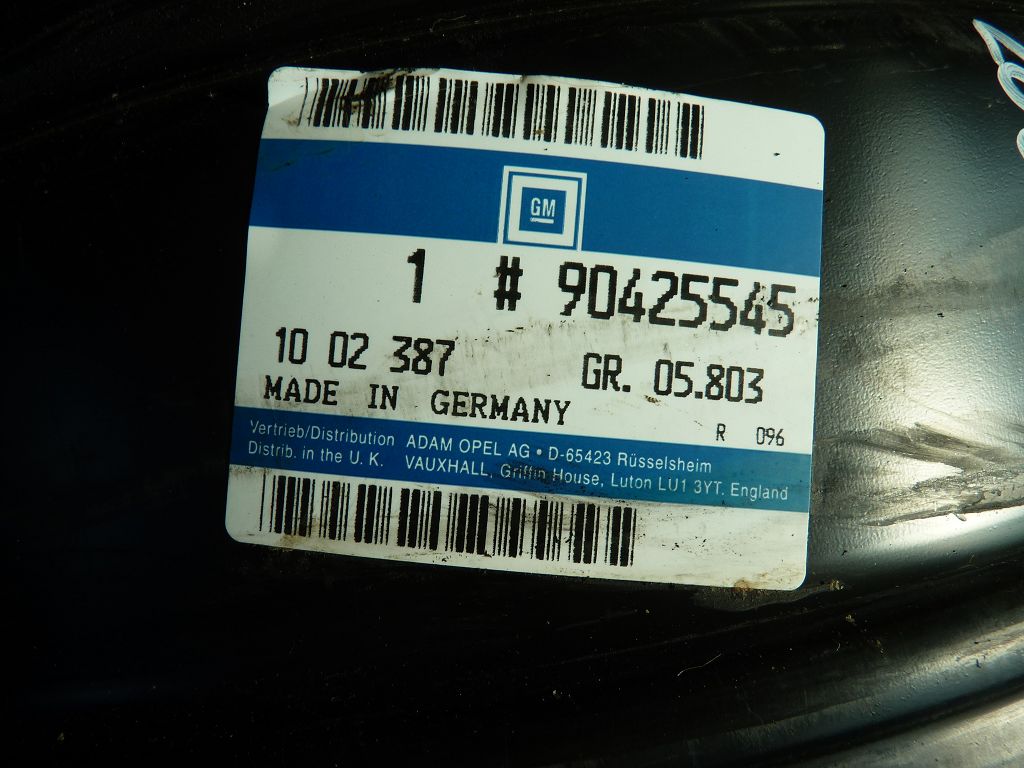 GM
1 # 90425545
10 02 387 GR. 05.803
MADE IN GERMANY
R 096
Vertrieb/Distribution ADAM OPEL AG • D-65423 Rüsselsheim
Distrib. in the U. K. VAUXHALL, Griffin House, Luton LU1 3YT. England